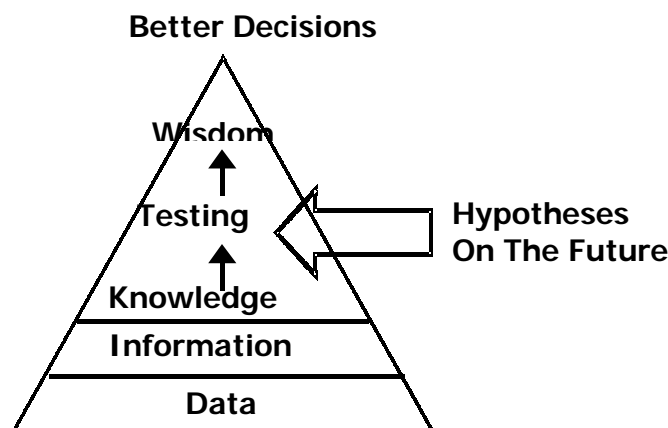 Better Decisions
Wisdom
Testing
Hypotheses
On The Future
Knowledge
Information
Data